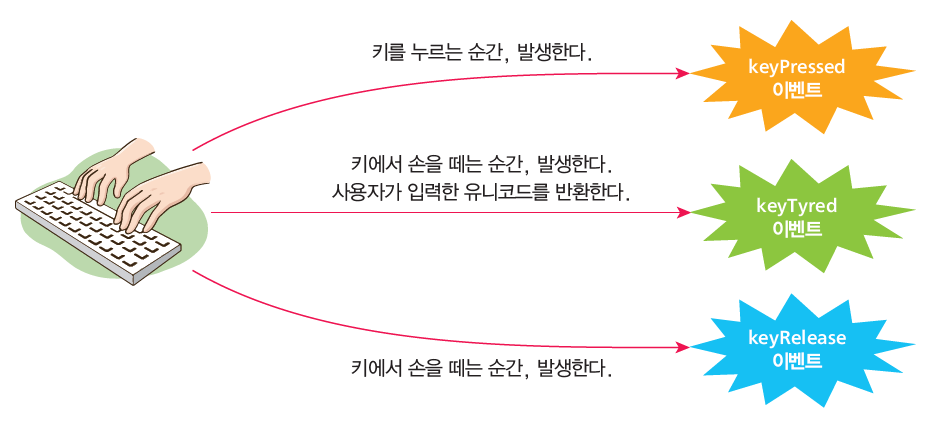 키를 누르는 순간, 발생한다.
keyPressed
이벤트
키에서 손을 떼는 순간, 발생한다.
사용자가 입력한 유니코드를 반환한다.
keyTyred
이벤트
keyRelease
이벤트
키에서 손을 떼는 순간, 발생한다.